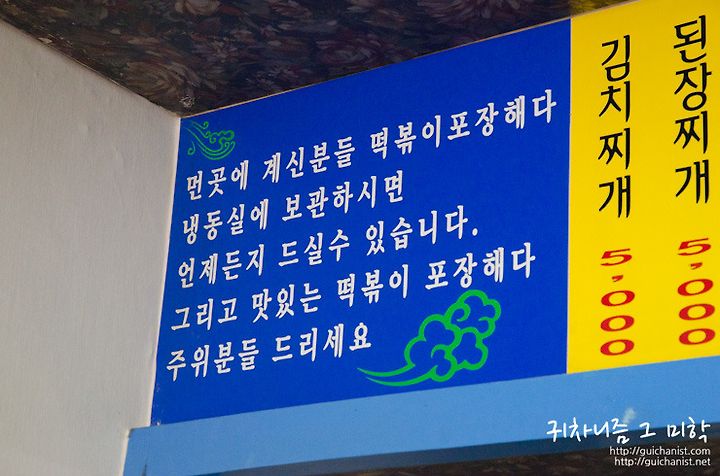 먼곳에 계신분들 떡볶이포장해다
냉동실에 보관하시면
언제든지 드실수 있습니다.
그리고 맛있는 떡볶이 포장해다
주위분들 드리세요
김치찌개 5,000
된장찌개 5,000
귀차니즘 그 미학
http://guichanist.com
http://guichanist.net